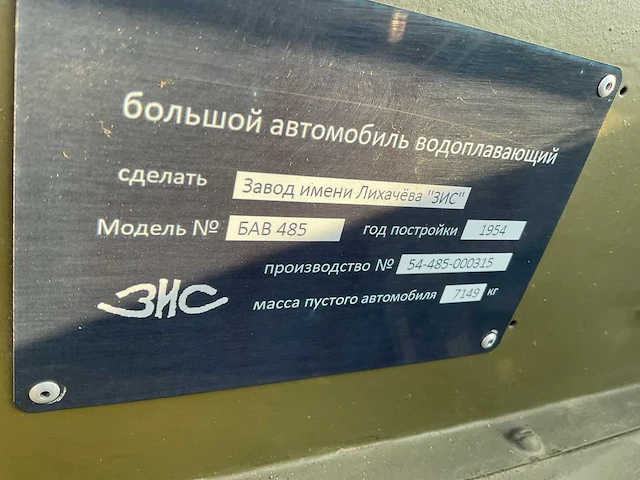 большой автомобиль водоплавающий
сделать Завод имени Лихачёва "ЗИС"
Модель № БАВ 485 год постройки 1954
производство № 54-485-000315
ЗИС масса пустого автомобиля 7149 кг